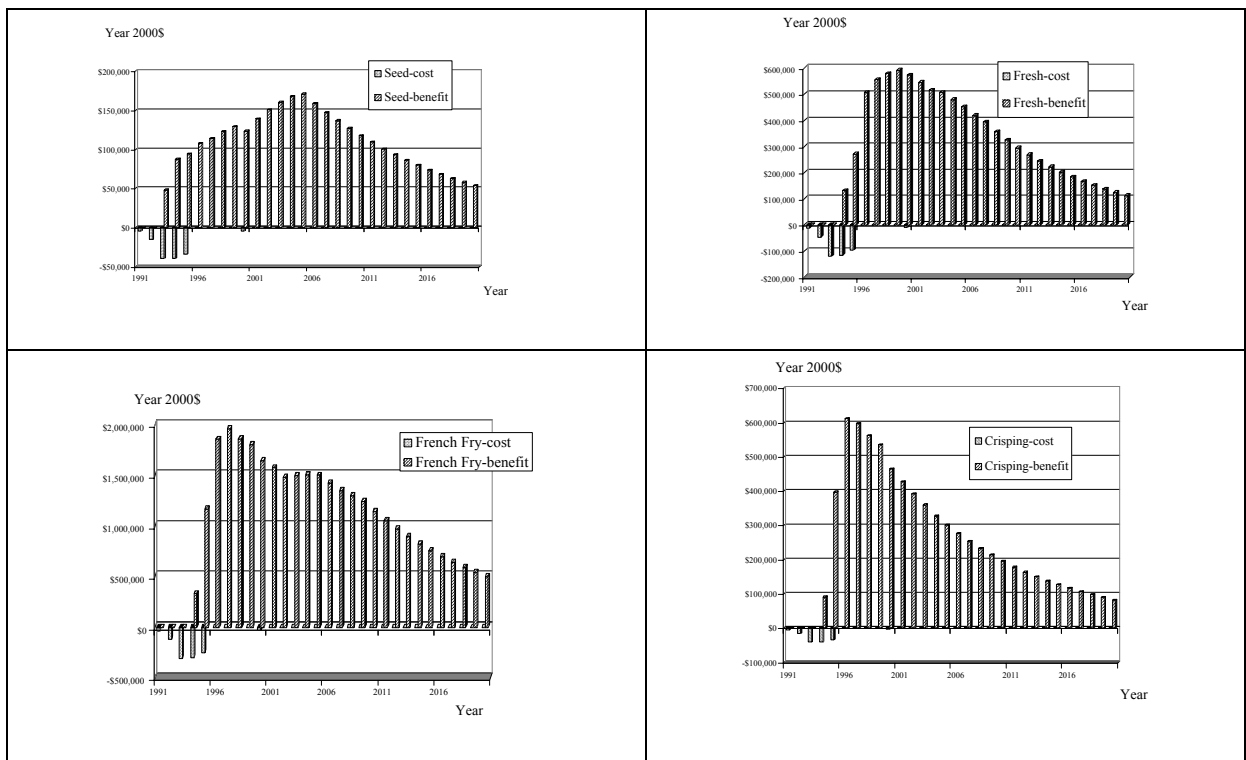 Year 2000$
Seed-cost
Seed-benefit
$200,000
$150,000
$100,000
$50,000
$0
-$50,000
1991 1996 2001 2006 2011 2016
Year
Year 2000$
Fresh-cost
Fresh-benefit
$600,000
$500,000
$400,000
$300,000
$200,000
$100,000
$0
-$100,000
-$200,000
1991 1996 2001 2006 2011 2016
Year
Year 2000$
French Fry-cost
French Fry-benefit
$2,000,000
$1,500,000
$1,000,000
$500,000
$0
-$500,000
1991 1996 2001 2006 2011 2016
Year
Year 2000$
Crisping-cost
Crisping-benefit
$700,000
$600,000
$500,000
$400,000
$300,000
$200,000
$100,000
$0
-$100,000
1991 1996 2001 2006 2011 2016
Year